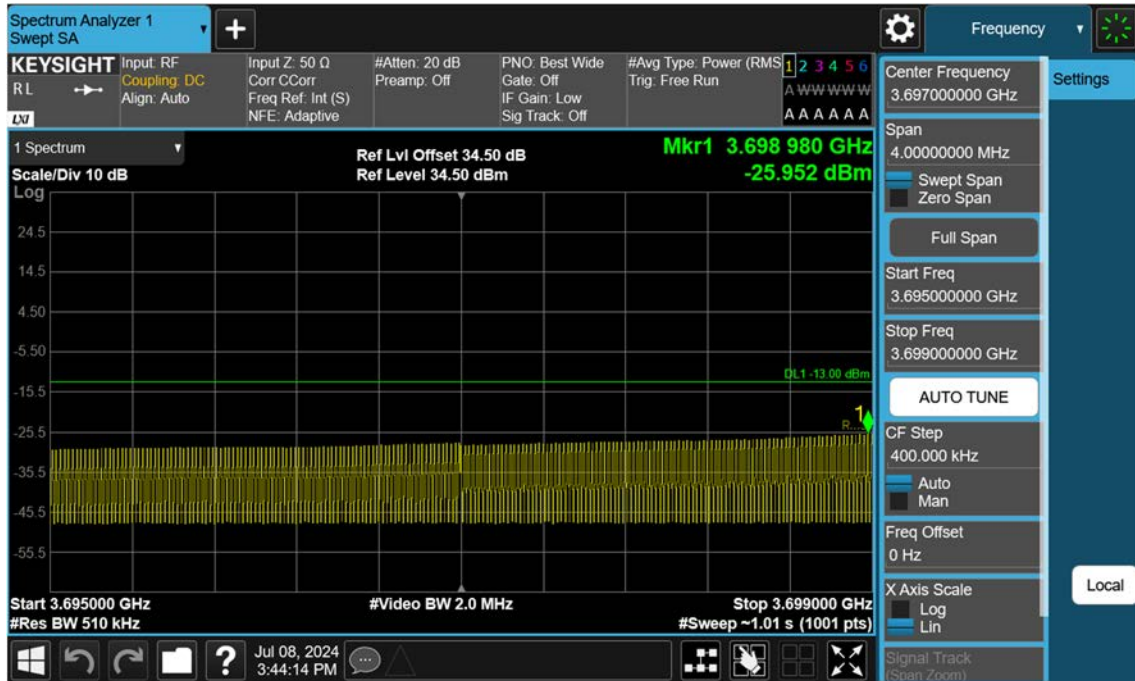 Spectrum Analyzer 1
Swept SA
Frequency
KEYSIGHT
RL
LXI
Input: RF
Coupling: DC
Align: Auto
Input Z: 50 Ω
Corr CCorr
Freq Ref: Int (S)
NFE: Adaptive
#Atten: 20 dB
Preamp: Off
PNO: Best Wide
Gate: Off
IF Gain: Low
Sig Track: Off
#Avg Type: Power (RMS
Trig: Free Run
1 2 3 4 5 6
A W W W W W
A A A A A A
1 Spectrum
Scale/Div 10 dB
Ref Lvl Offset 34.50 dB
Ref Level 34.50 dBm
Mkr1 3.698 980 GHz
-25.952 dBm
Log
24.5
14.5
4.50
-5.50
DL1 -13.00 dBm
-15.5
1
-25.5
-35.5
-45.5
-55.5
Start 3.695000 GHz
#Res BW 510 kHz
#Video BW 2.0 MHz
Stop 3.699000 GHz
#Sweep ~1.01 s (1001 pts)
Center Frequency
3.697000000 GHz
Span
4.00000000 MHz
Swept Span
Zero Span
Full Span
Start Freq
3.695000000 GHz
Stop Freq
3.699000000 GHz
AUTO TUNE
CF Step
400.000 kHz
Auto
Man
Freq Offset
0 Hz
X Axis Scale
Log
Lin
Signal Track
(Span Zoom)
Settings
Local
?
Jul 08, 2024
3:44:14 PM